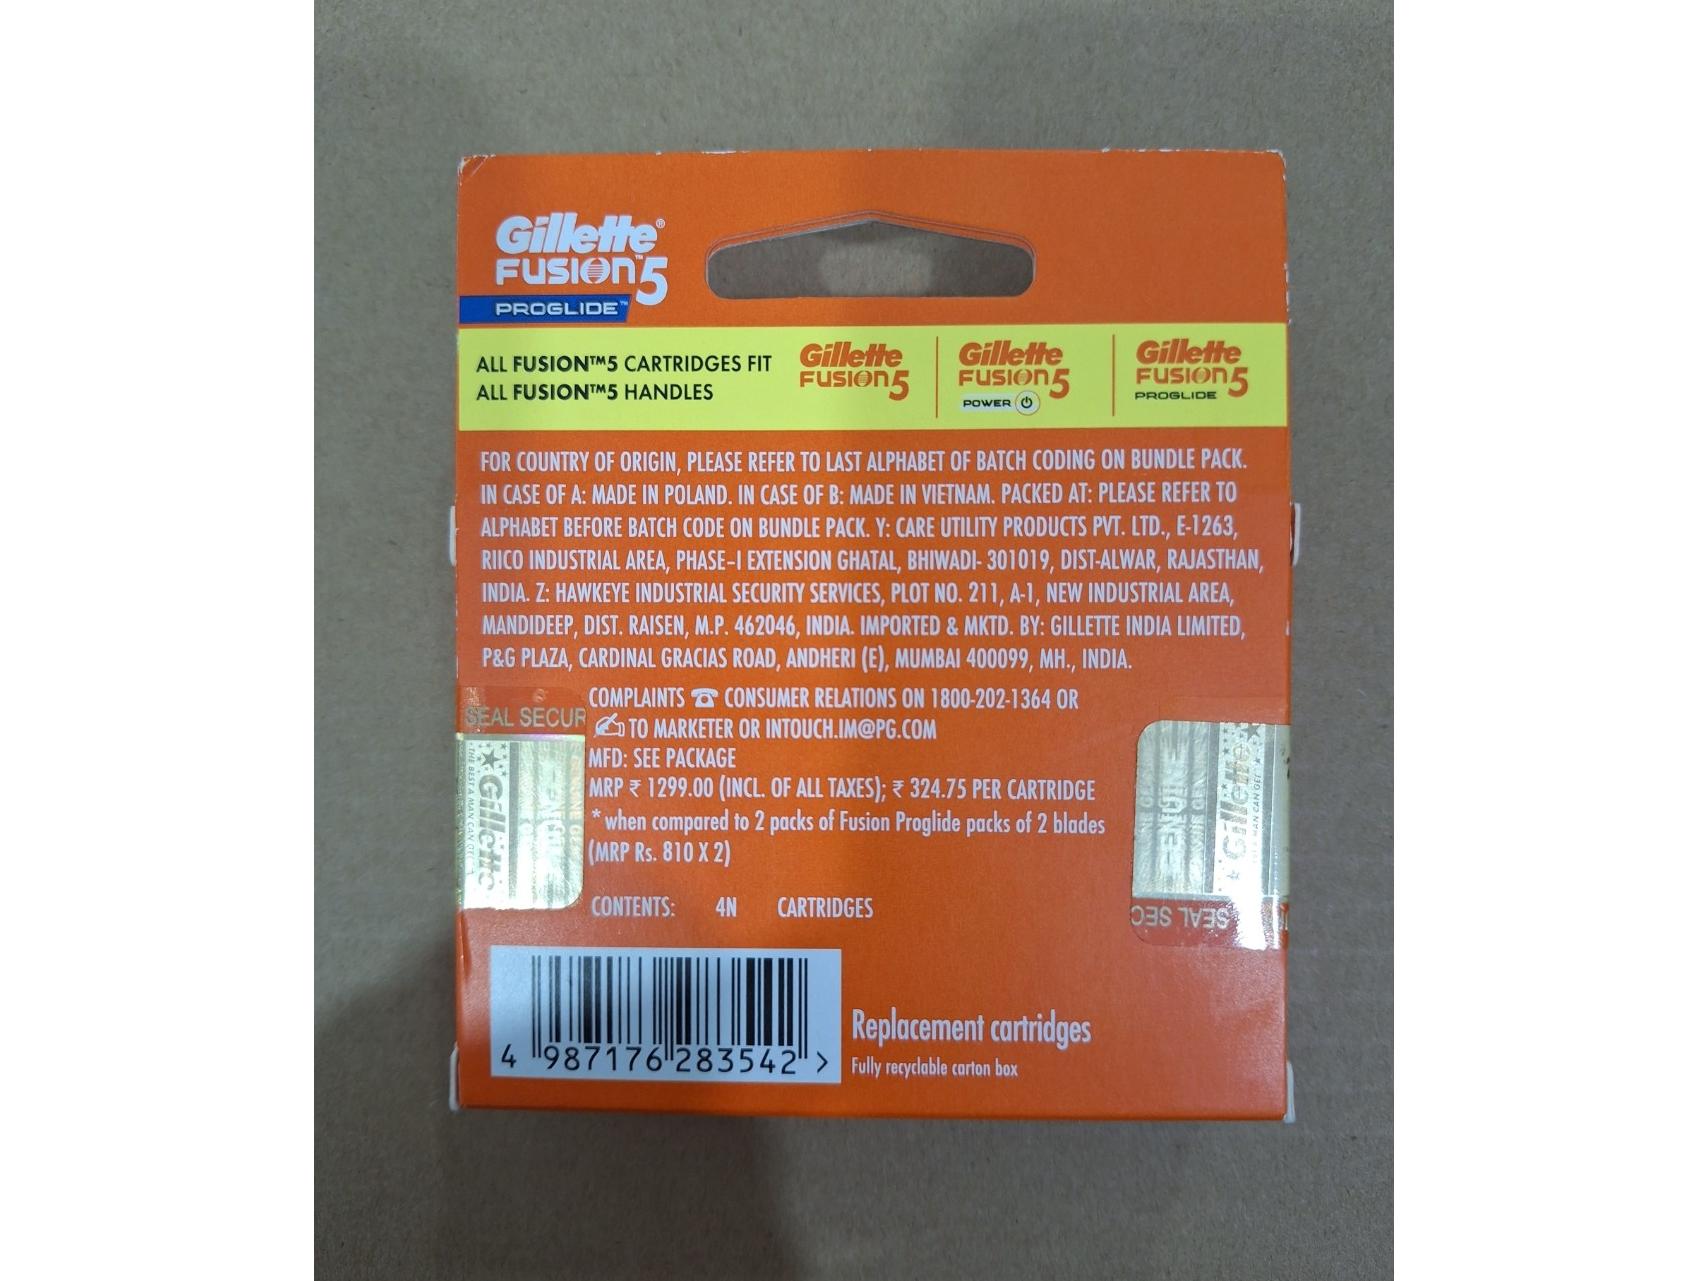 Gillette®
FUSION™5
PROGLIDE™
ALL FUSION™5 CARTRIDGES FIT
ALL FUSION™5 HANDLES
Gillette
FUSION5
Gillette
FUSION5
POWER
Gillette
FUSION5
PROGLIDE
FOR COUNTRY OF ORIGIN, PLEASE REFER TO LAST ALPHABET OF BATCH CODING ON BUNDLE PACK.
IN CASE OF A: MADE IN POLAND. IN CASE OF B: MADE IN VIETNAM. PACKED AT: PLEASE REFER TO
ALPHABET BEFORE BATCH CODE ON BUNDLE PACK. Y: CARE UTILITY PRODUCTS PVT. LTD., E-1263,
RIICO INDUSTRIAL AREA, PHASE-I EXTENSION GHATAL, BHIWADI- 301019, DIST-ALWAR, RAJASTHAN,
INDIA. Z: HAWKEYE INDUSTRIAL SECURITY SERVICES, PLOT NO. 211, A-1, NEW INDUSTRIAL AREA,
MANDIDEEP, DIST. RAISEN, M.P. 462046, INDIA. IMPORTED & MKTD. BY: GILLETTE INDIA LIMITED,
P&G PLAZA, CARDINAL GRACIAS ROAD, ANDHERI (E), MUMBAI 400099, MH., INDIA.
COMPLAINTS ☎ CONSUMER RELATIONS ON 1800-202-1364 OR
✍ TO MARKETER OR INTOUCH.IM@PG.COM
MFD: SEE PACKAGE
MRP ₹ 1299.00 (INCL. OF ALL TAXES); ₹ 324.75 PER CARTRIDGE
*when compared to 2 packs of Fusion Proglide packs of 2 blades
(MRP Rs. 810 X 2)
CONTENTS: 4N CARTRIDGES
SEAL SECUR
Gillette
THE BEST A MAN CAN GET
Gillette
SEAL SEC
4 987176 283542 >
Replacement cartridges
Fully recyclable carton box